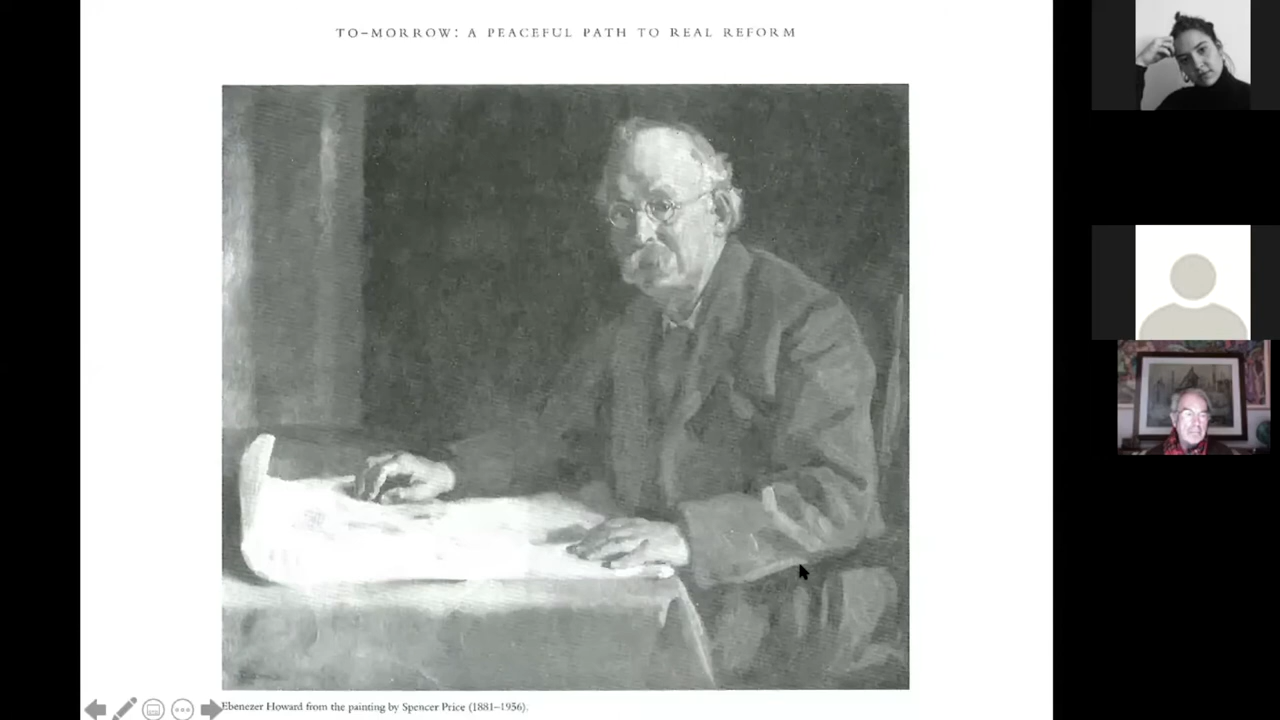 TO-MORROW: A PEACEFUL PATH TO REAL REFORM
Ebenezer Howard from the painting by Spencer Price (1881–1956).